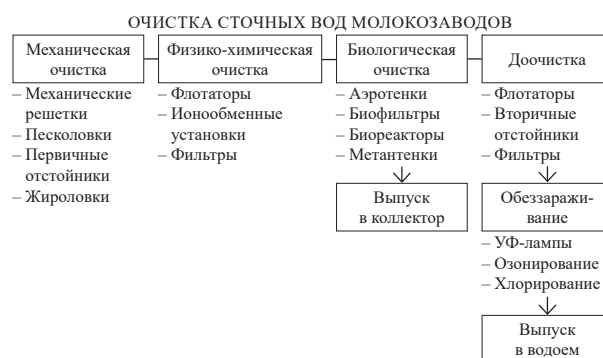 ОЧИСТКА СТОЧНЫХ ВОД МОЛОКОЗАВОДОВ
Механическая
очистка
– Механические
решетки
– Песколовки
– Первичные
отстойники
– Жироловки
Физико-химическая
очистка
– Флотаторы
– Ионообменные
установки
– Фильтры
Биологическая
очистка
– Аэротенки
– Биофильтры
– Биореакторы
– Метантенки
Выпуск
в коллектор
Доочистка
– Флотаторы
– Вторичные
отстойники
– Фильтры
Обеззаражи-
вание
– УФ-лампы
– Озонирование
– Хлорирование
Выпуск
в водоем